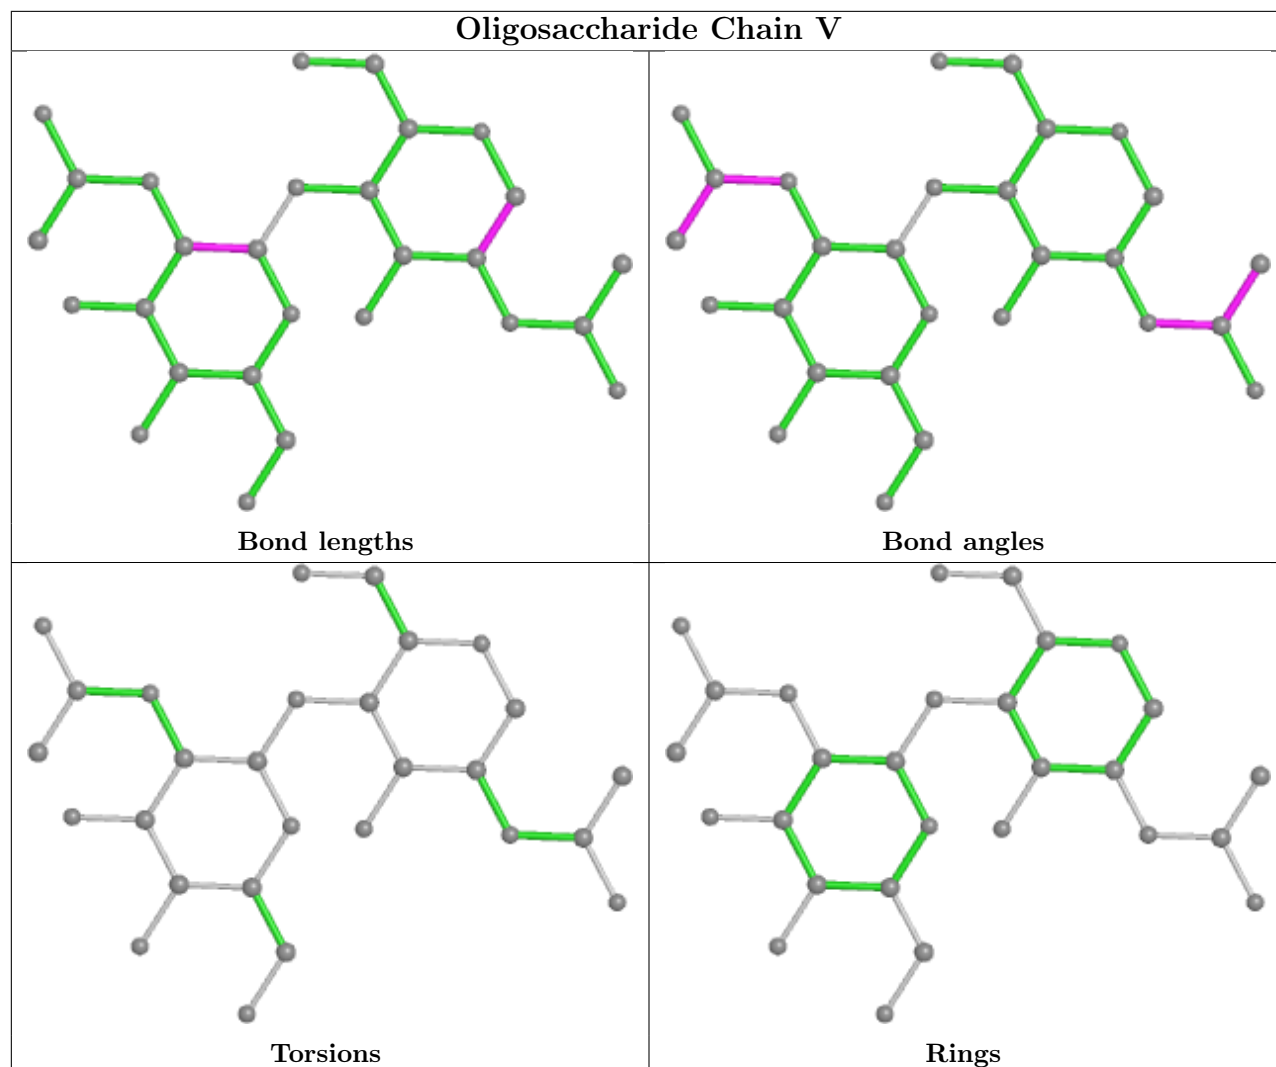 Oligosaccharide Chain V
Bond lengths
Bond angles
Torsions
Rings